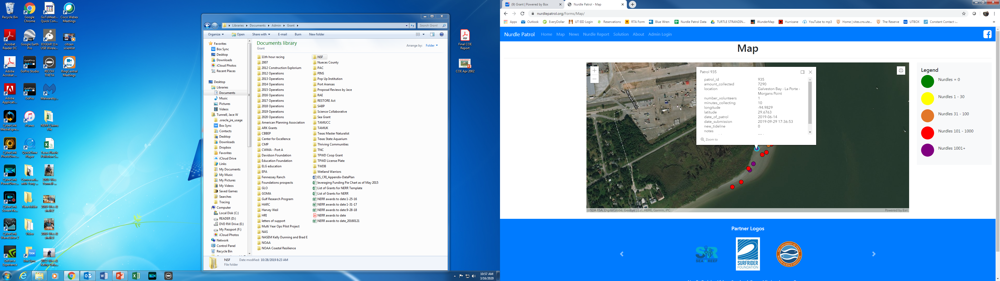 Recycle Bin
Google Chrome
GoToMeet... Quick Con...
Cisco Webex Meetings
Acrobat Reader DC
Google Earth Pro
IOGEAR 11n USB Wirele...
citizen scientist
Adobe Acrobat ...
GoPro Studio
RICOH THETA
RingCentral Meetings
Adobe Applicati...
GoPro
Malwareby...
CyberLink MediaEspre...
iTunes
NERR Claims File
CyberLink PhotoDirec...
QuickTime Player
Texas Plastic Pollution S...
CyberLink PowerDirec...
Conversati... with Tony ...
2003-Wes Tunnell-...
CyberLink Screen Re...
New folder
2009-Wes & shells2
CyberLink WaveEditor 2
Video
2009-Wes & shells3
GeForce Experience
Box Sync
2012-Wes & Kathy-Gala...
Libraries
Documents
Admin
Grant
Search Grant
Organize
Open
Share with
E-mail
Burn
New folder
Favorites
Box Sync
Desktop
Downloads
iCloud Photos
Recent Places
Desktop
Libraries
Documents
Music
Pictures
Videos
Tunnell, Jace W
.oracle_jre_usage
Box Sync
Contacts
Desktop
Downloads
Dropbox
Favorites
iCloud Drive
Links
My Documents
My Music
My Pictures
My Videos
Saved Games
Searches
Tracing
Computer
Local Disk (C:)
READER (D:)
DVD RW Drive (E:)
My Passport (F:)
iCloud Photos
Network
Control Panel
Recycle Bin
Documents library
Grant
Arrange by: Folder
11th hour racing
2007
2012 Construction Explorium
2012 Operations
2013 Operations
2014 Operations
2015 Operations
2016 Operations
2017 Operations
2018 Operations
2019 Operations
2020 Operations
American Planning Association
ARK Grants
CBBEP
Center for Excellence
CMP
CWMA - Port A
Davidson Foundation
Education Foundation
ELG education
EPA
Fennessey Ranch
Foundations prospects
GLO
GOMA
Gulf Research Program
HARC
Harvey Weil
HRI
letters of support
Multi Year Ops Pilot Project
NAS
NASEM Kelly Dunning and Brad E
NOAA
NOAA Coastal Resilience
NSF
Nueces County
PAC
PINS
Pop Up Institution
Port Aransas
Proposal Reviews by Jace
RAE
RESTORE Act
SABP
Science Collaborative
Sea Grant
TAMUCC
TAMUK
Texas Master Naturalist
Texas State Aquarium
Thriving Communities
TNC
TPWD Coop Grant
TPWD License Plate
TWDB
Wetland Warriors
ES_CRI_Appendix-DataPlan
leveraging Funding Pie Chart as of May 2015
List of Grants for NERR Template
List of Grants for NERR
NERR awards to date 1-25-16
NERR awards to date 1-31-17
NERR awards to date 9-28-18
NERR awards to date
NERR awards to date_20160121
NSF Date modified: 10/28/2019 8:23 AM
File folder
Final COE Report
COE Apr 2002
10:57 AM
3/16/2020
(9) Grant | Powered by Box
Nurdle Patrol - Map
nurdlepatrol.org/Forms/Map/
Apps
Outlook
EveryDollar
UT EID Login
Reservations
RTA Form
Blue Wren
Nurdle Patrol Data
TURTLE STRANDIN...
WunderMap
Hurricane
YouTube to mp3
Home | sites.cns.ute...
The Reserve
UTBOX
Constant Contact :...
Nurdle Patrol
Home
Map
News
Nurdle Report
Solution
About
Admin Login
Map
Morgans Point
Patrol 935
patrol_id 935
amount_collected 7290
location Galveston Bay - La Porte - Morgans Point
number_volunteers 1
minutes_collecting 10
longitude -94.9829
latitude 29.6763
date_of_patrol 2019-06-14
date_submission 2019-09-29 17:36:53
new_tideline 0
notes
Zoom to
USDA FSA, DigitalGlobe, GeoEye | Esri, HERE, Garmin, iPC
Powered by Esri
Legend
Nurdles = 0
Nurdles 1 - 30
Nurdles 31 - 100
Nurdles 101 - 1000
Nurdles 1001+
Partner Logos
SEA REEF
SURFRIDER FOUNDATION
THE UNIVERSITY OF TEXAS
MARINE SCIENCE INSTITUTE